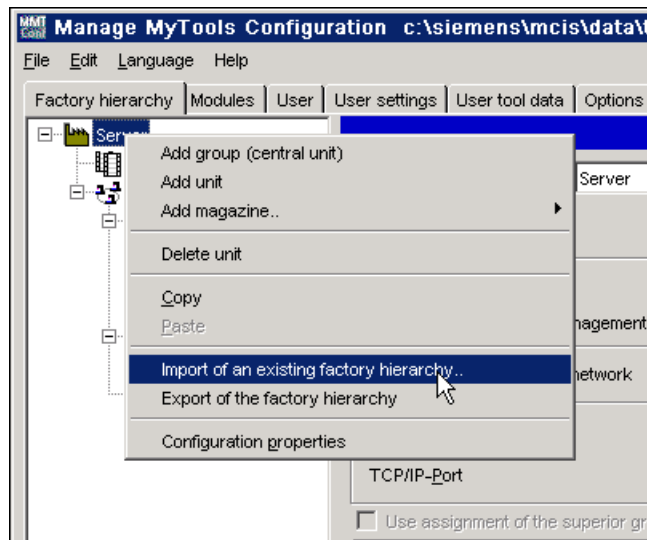 MMT Conf Manage MyTools Configuration c:\siemens\mcis\data\
File Edit Language Help
Factory hierarchy Modules User User settings User tool data Options
Server
Add group (central unit)
Add unit
Server
Add magazine..
Delete unit
Copy
Paste
nagement
Import of an existing factory hierarchy..
network
Export of the factory hierarchy
Configuration properties
TCP/IP-Port
Use assignment of the superior gr